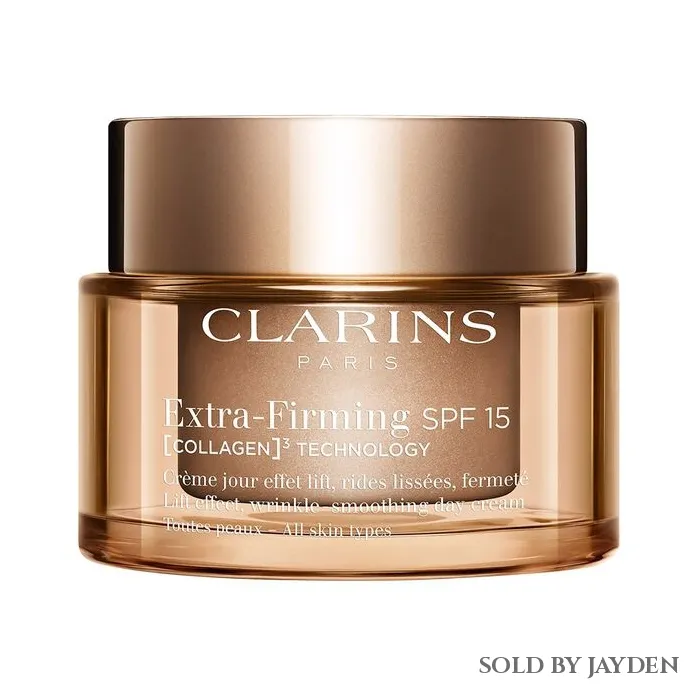 CLARINS
PARIS
Extra-Firming SPF 15
[COLLAGEN]³ TECHNOLOGY
Crème jour effet lift, rides lissées, fermeté
Lift effect, wrinkle-smoothing day cream
Toutes peaux - All skin types
SOLD BY JAYDEN